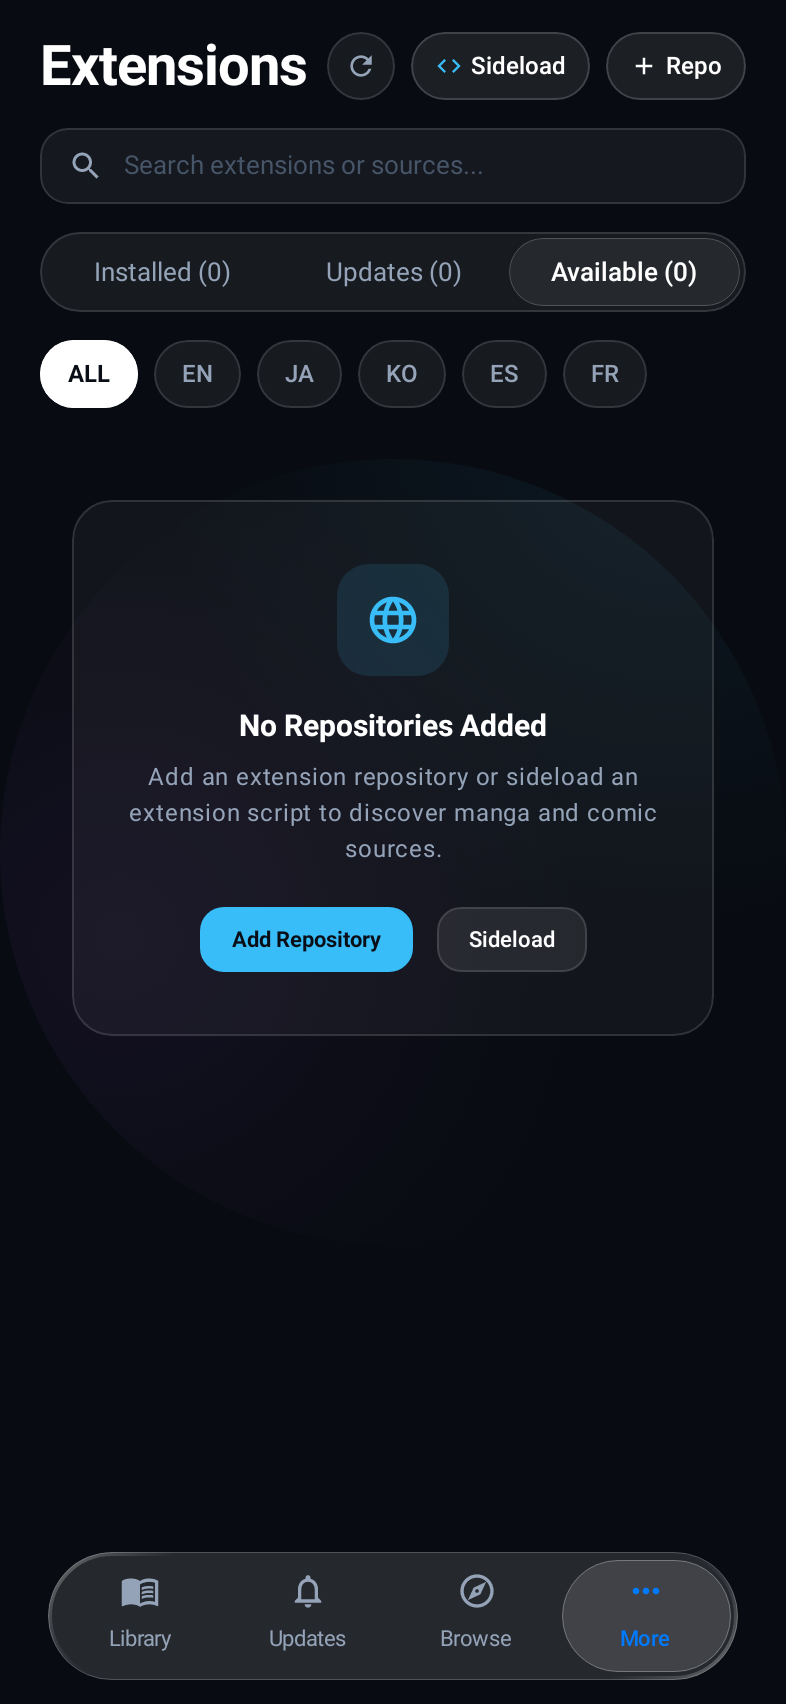 Extensions
Sideload
Repo
Search extensions or sources...
Installed (0)
Updates (0)
Available (0)
ALL
EN
JA
KO
ES
FR
No Repositories Added
Add an extension repository or sideload an
extension script to discover manga and comic
sources.
Add Repository
Sideload
Library
Updates
Browse
More